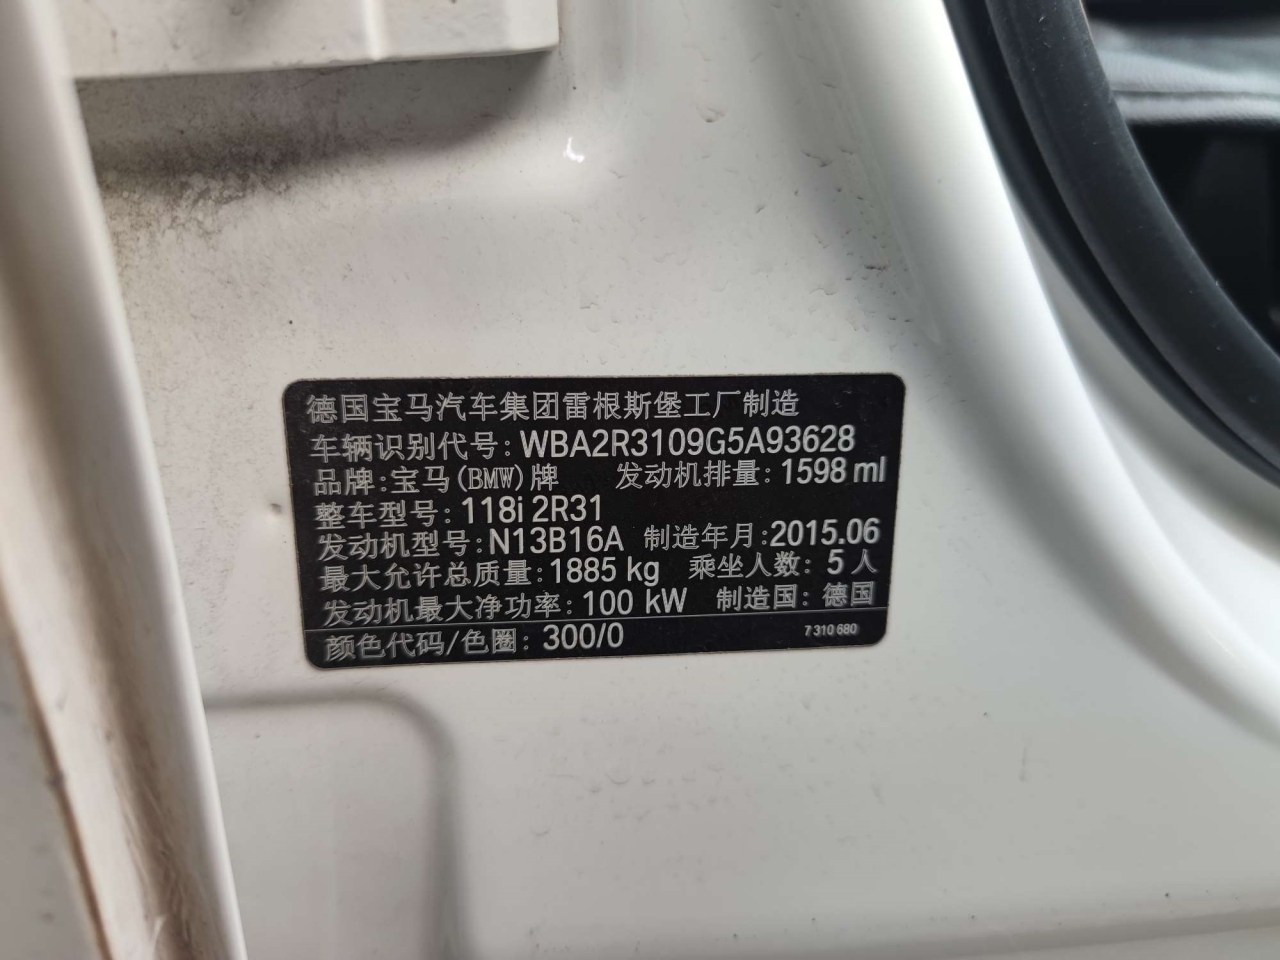 德国宝马汽车集团雷根斯堡工厂制造
车辆识别代号: WBA2R3109G5A93628
品牌:宝马(BMW)牌 发动机排量: 1598 ml
整车型号: 118i 2R31
发动机型号: N13B16A 制造年月:2015.06
最大允许总质量: 1885 kg 乘坐人数: 5人
发动机最大净功率: 100 kW 制造国: 德国
颜色代码/色圈: 300/0 7 310 680